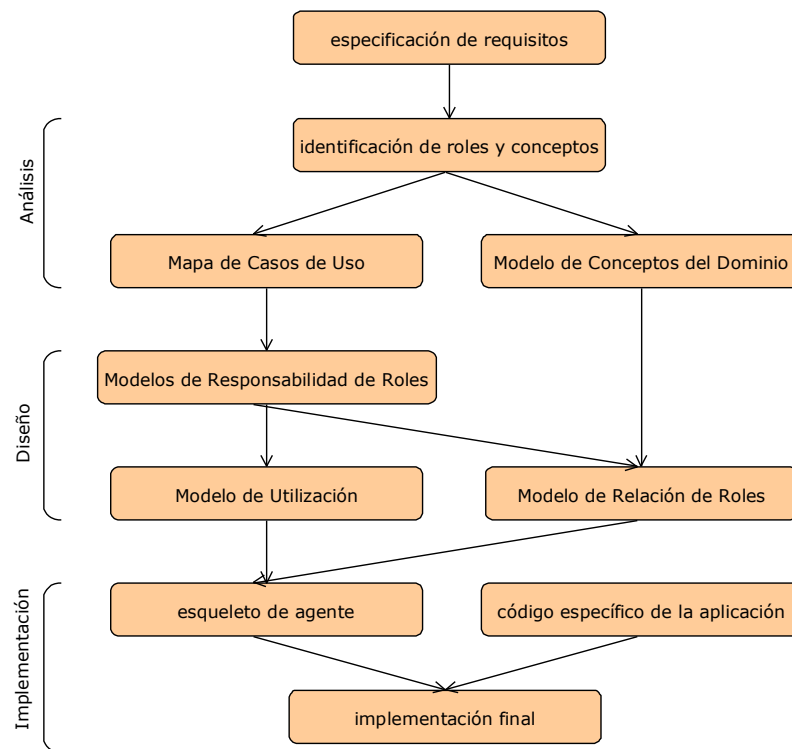 especificación de requisitos
Análisis
identificación de roles y conceptos
Mapa de Casos de Uso
Modelo de Conceptos del Dominio
Diseño
Modelos de Responsabilidad de Roles
Modelo de Utilización
Modelo de Relación de Roles
Implementación
esqueleto de agente
código específico de la aplicación
implementación final